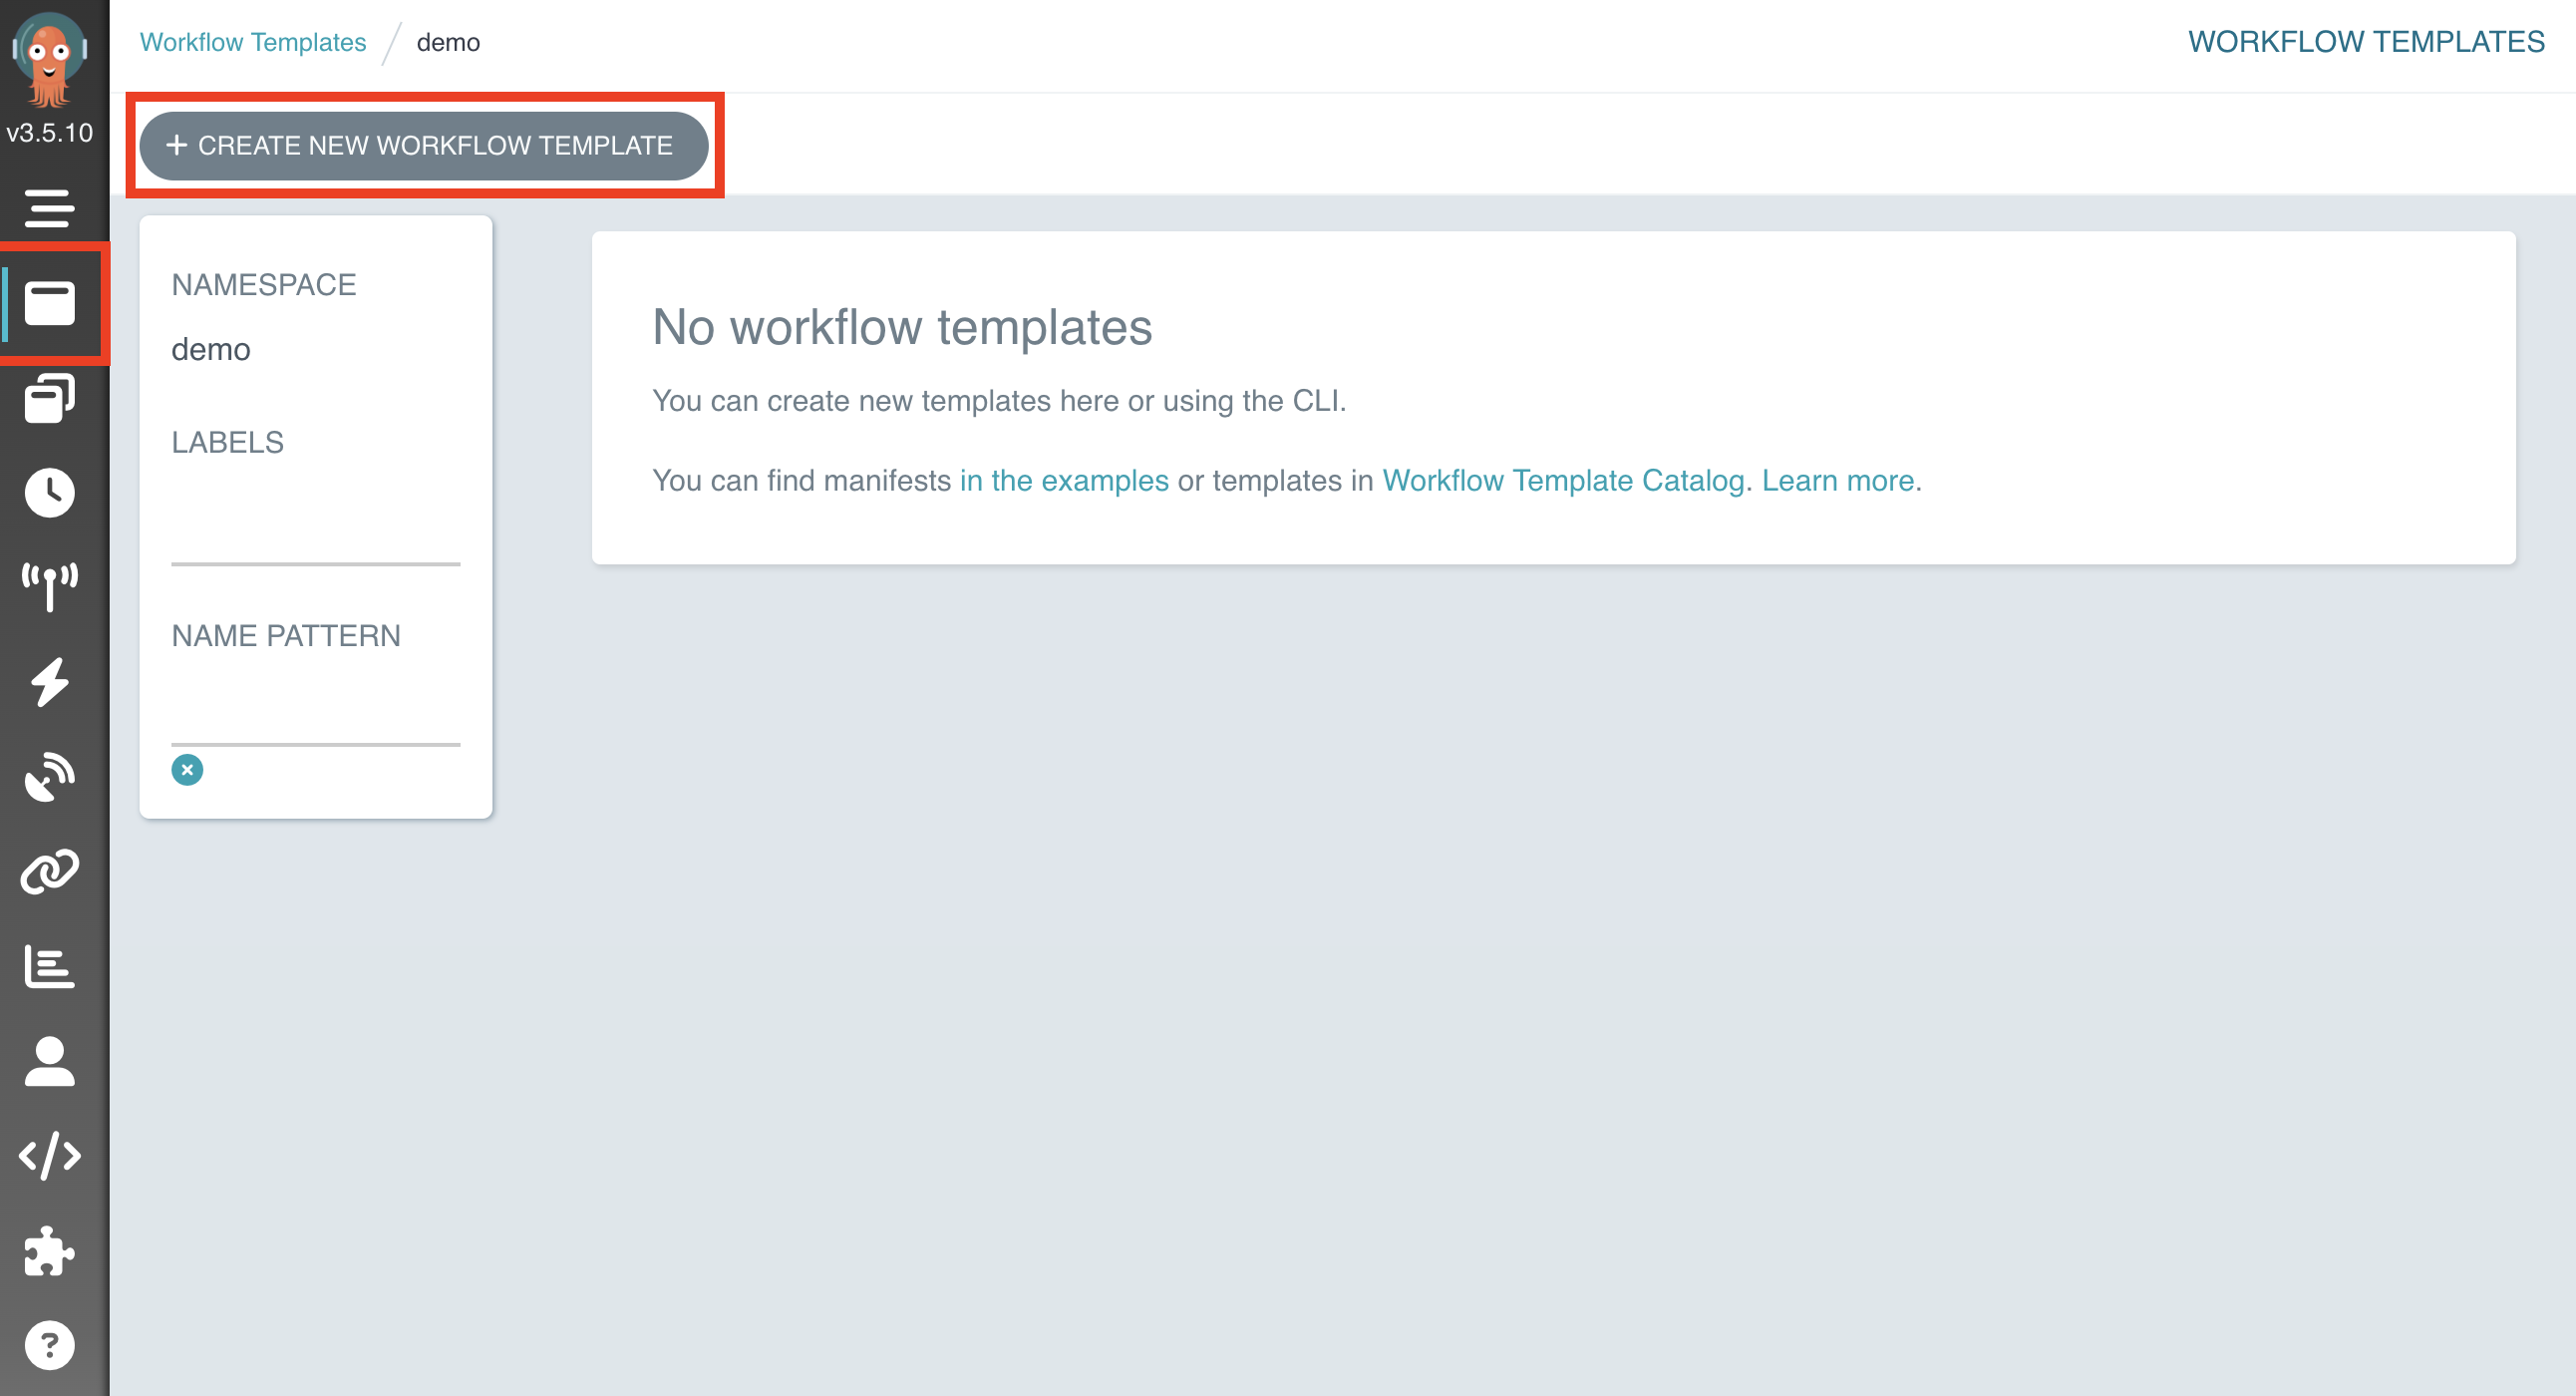 Workflow Templates / demo
WORKFLOW TEMPLATES
v3.5.10
+ CREATE NEW WORKFLOW TEMPLATE
NAMESPACE
demo
LABELS
NAME PATTERN
No workflow templates
You can create new templates here or using the CLI.
You can find manifests in the examples or templates in Workflow Template Catalog. Learn more.
?